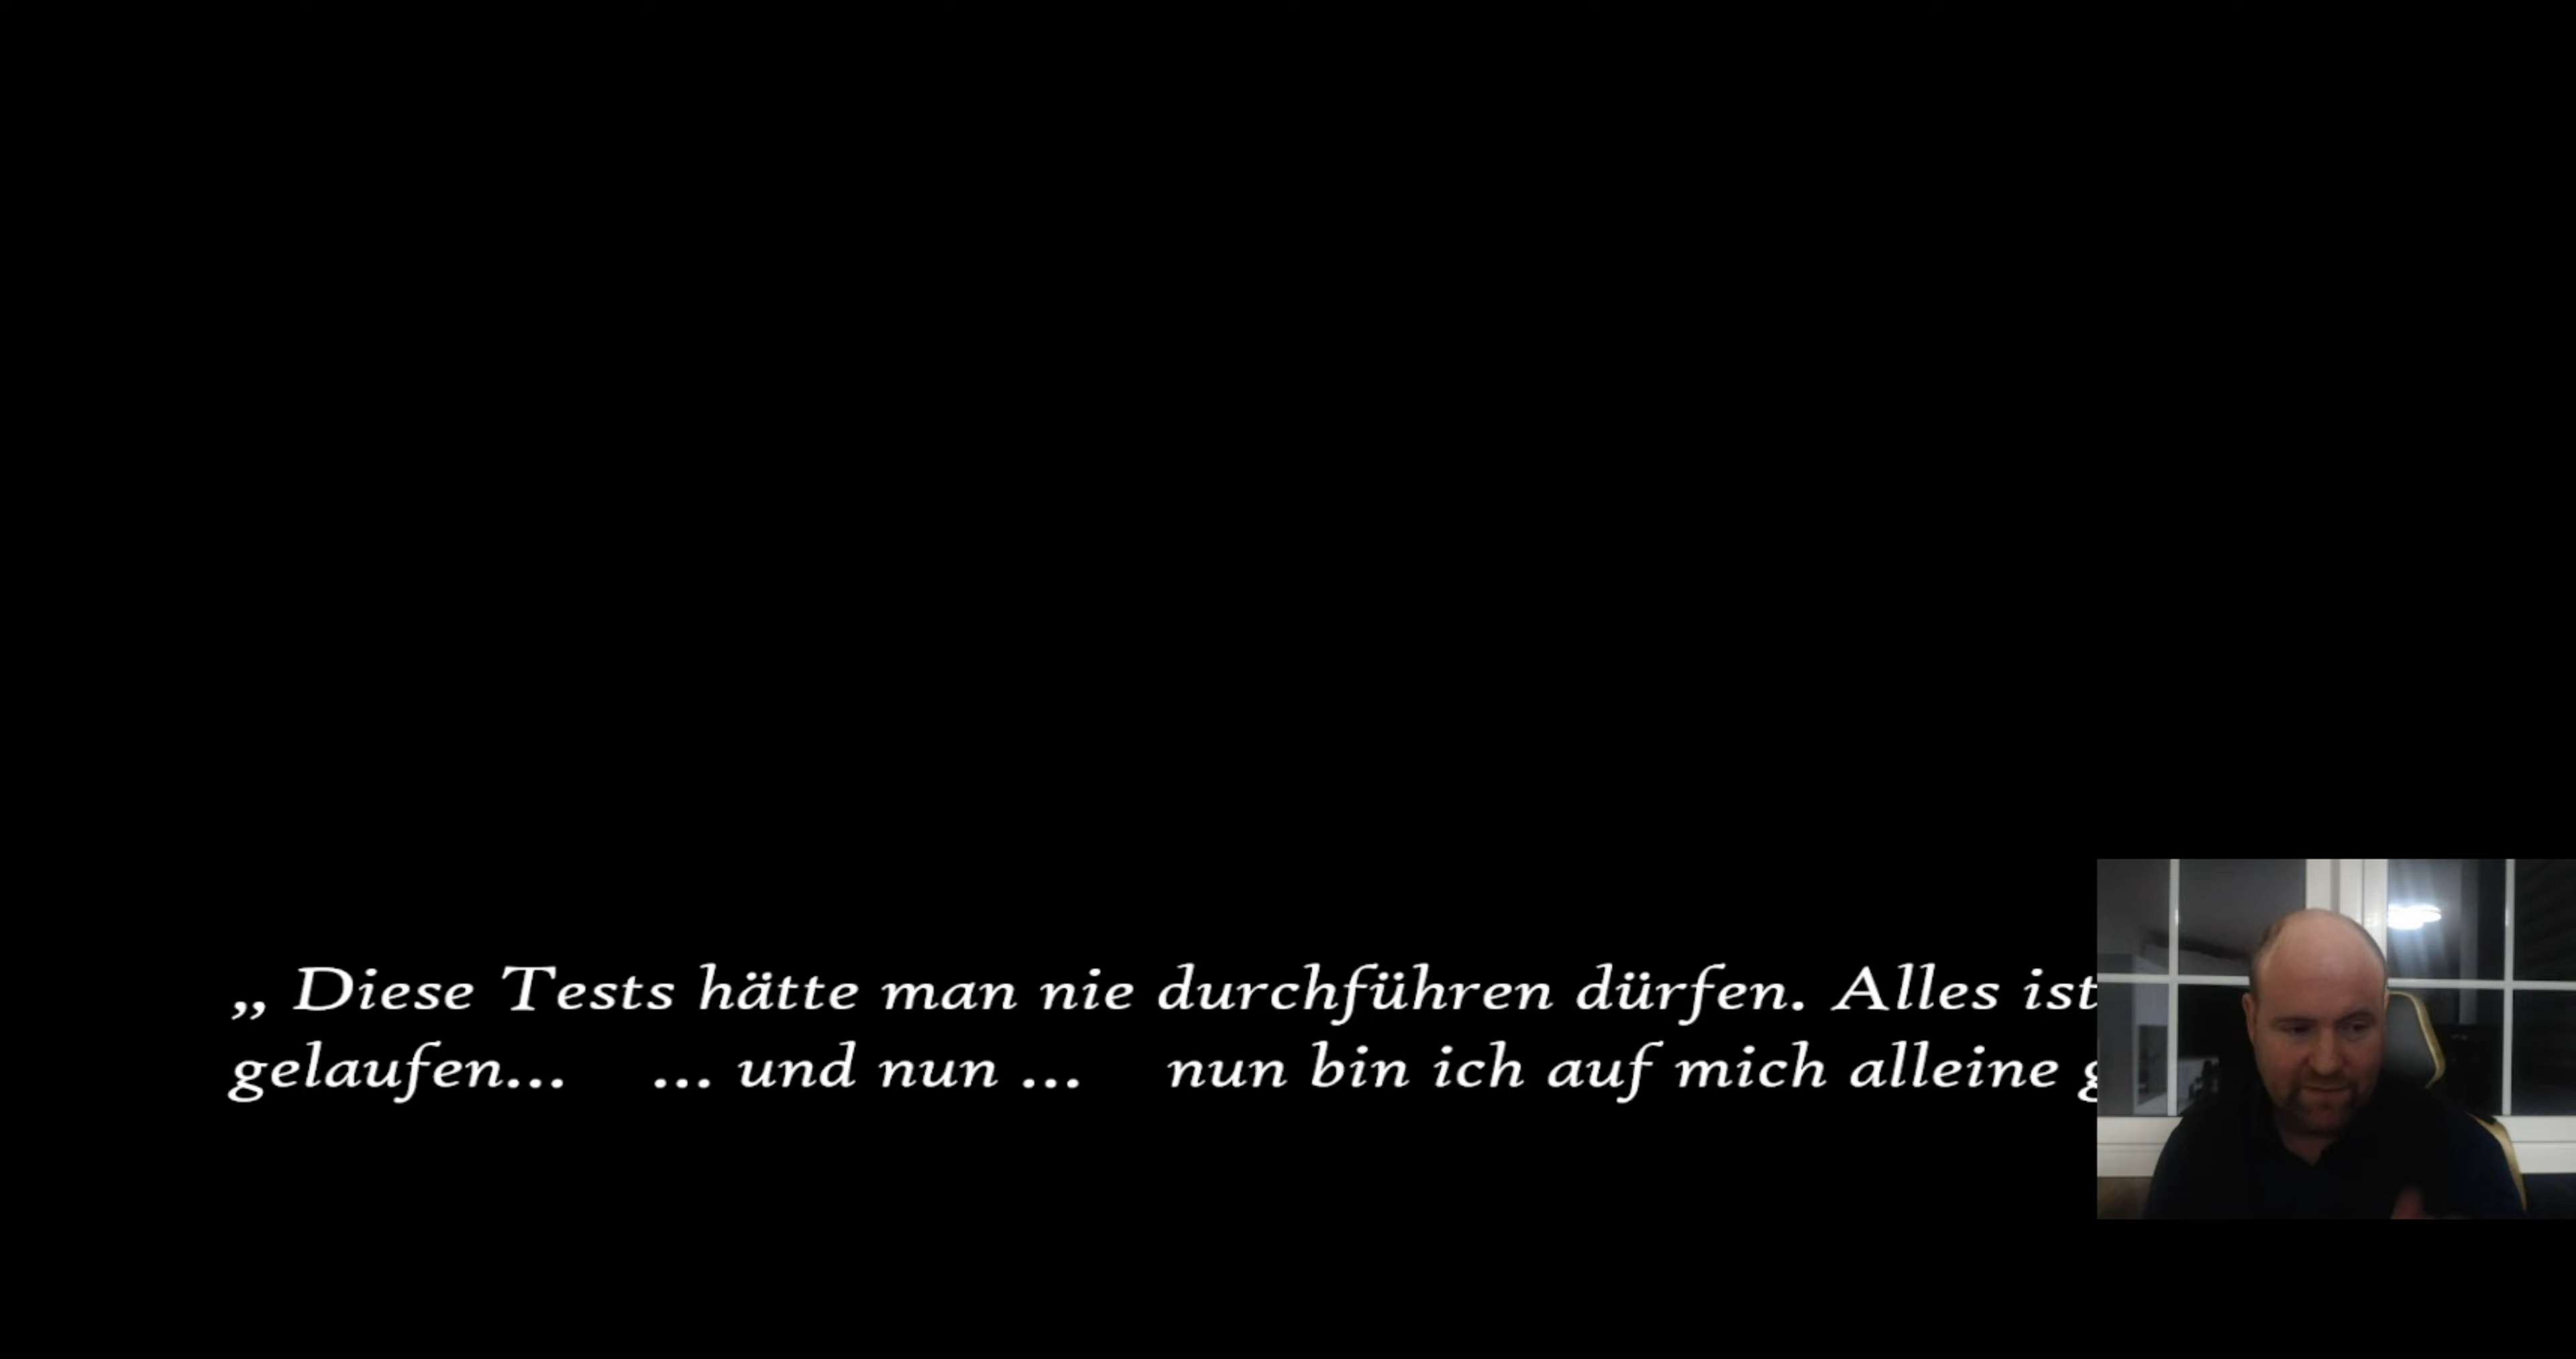 „ Diese Tests hätte man nie durchführen dürfen. Alles ist
gelaufen... ... und nun ... nun bin ich auf mich alleine